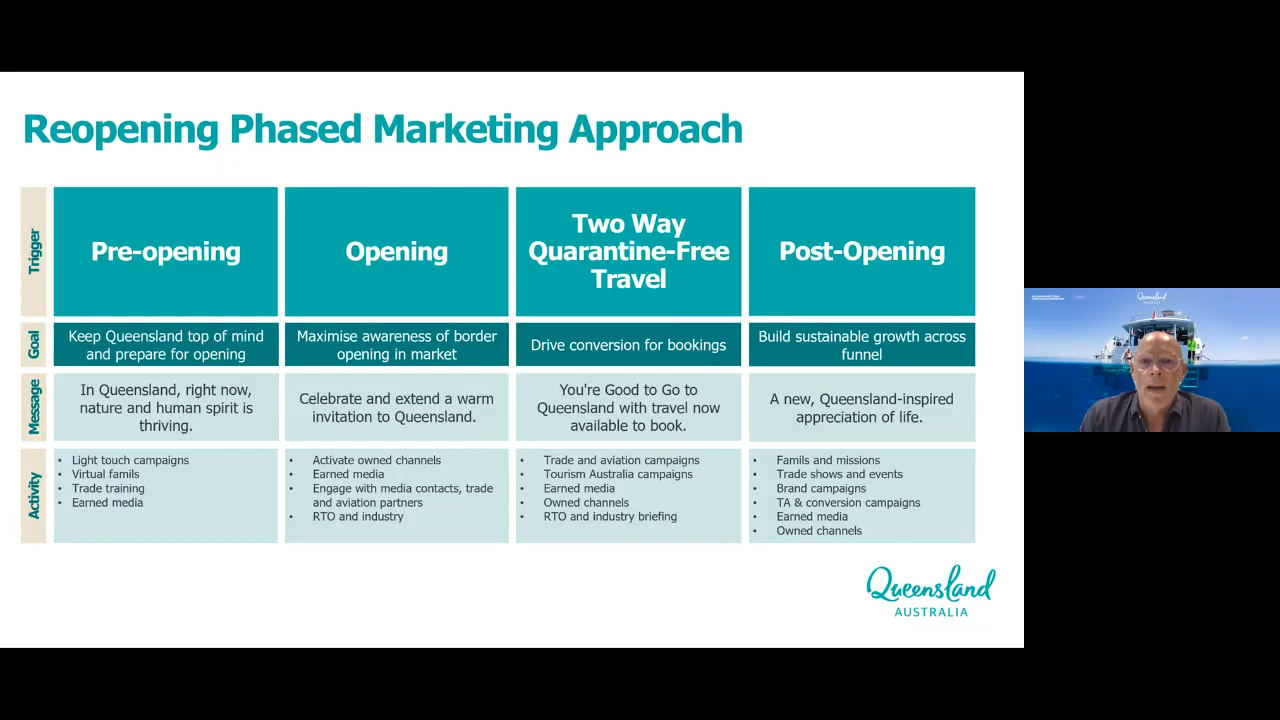 Reopening Phased Marketing Approach
Trigger
Pre-opening
Opening
Two Way
Quarantine-Free
Travel
Post-Opening
Goal
Keep Queensland top of mind
and prepare for opening
Maximise awareness of border
opening in market
Drive conversion for bookings
Build sustainable growth across
funnel
Message
In Queensland, right now,
nature and human spirit is
thriving.
Celebrate and extend a warm
invitation to Queensland.
You're Good to Go to
Queensland with travel now
available to book.
A new, Queensland-inspired
appreciation of life.
Activity
• Light touch campaigns
• Virtual famils
• Trade training
• Earned media
• Activate owned channels
• Earned media
• Engage with media contacts, trade
and aviation partners
• RTO and industry
• Trade and aviation campaigns
• Tourism Australia campaigns
• Earned media
• Owned channels
• RTO and industry briefing
• Famils and missions
• Trade shows and events
• Brand campaigns
• TA & conversion campaigns
• Earned media
• Owned channels
Queensland
AUSTRALIA
Queensland